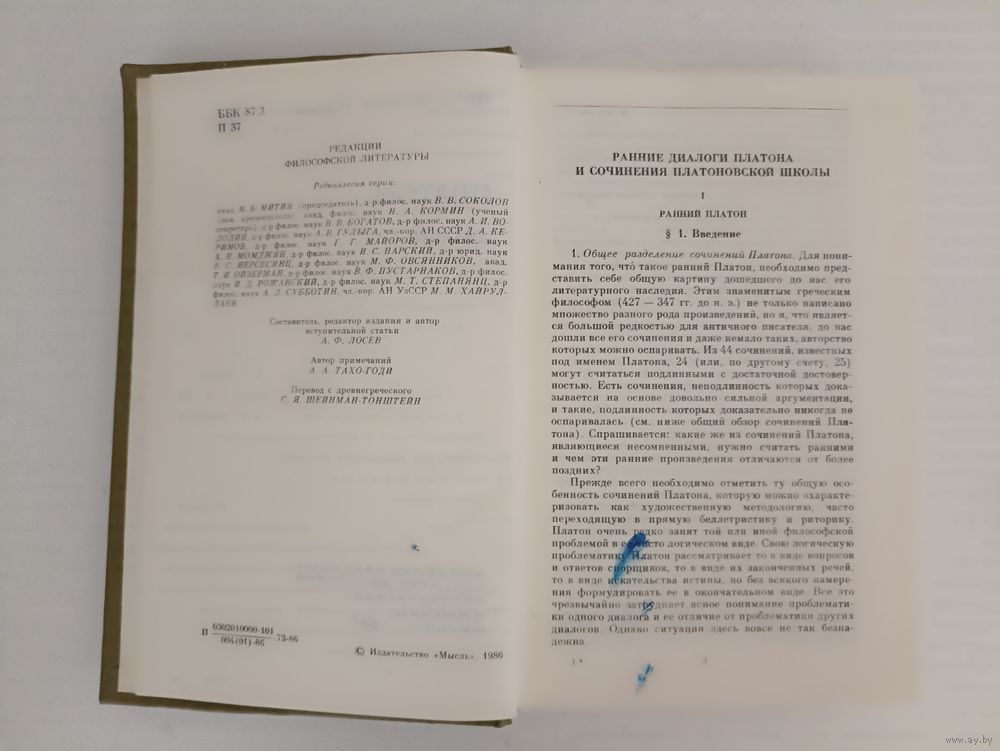 ББК 87.3
П 37
РЕДАКЦИИ
ФИЛОСОФСКОЙ ЛИТЕРАТУРЫ
Редколлегия серии:
акад. М. Б. МИТИН (председатель), д-р филос. наук В. В. СОКОЛОВ
(зам. председателя), канд. филос. наук Н. А. КОРМИН (ученый
секретарь), д-р филос. наук В. В. БОГАТОВ, д-р филос. наук А. И. ВО-
ЛОДИН, д-р филос. наук А. В. ГУЛЫГА, чл.-кор. АН СССР Д. А. КЕ-
РИМОВ, д-р филос. наук Г. Г. МАЙОРОВ, д-р филос. наук
Х. Н. МОМДЖЯН, д-р филос. наук И. С. НАРСКИЙ, д-р юрид. наук
В. С. НЕРСЕСЯНЦ, д-р филос. наук М. Ф. ОВСЯННИКОВ, акад.
Т. И. ОЙЗЕРМАН, д-р филос. наук В. Ф. ПУСТАРНАКОВ, д-р филос.
наук И. Д. РОЖАНСКИЙ, д-р филос. наук М. Т. СТЕПАНЯНЦ, д-р
филос. наук А. Л. СУББОТИН, чл.-кор. АН УзССР М. М. ХАЙРУЛ-
ЛАЕВ
Составитель, редактор издания и автор
вступительной статьи
А. Ф. ЛОСЕВ
Автор примечаний
А. А. ТАХО-ГОДИ
Перевод с древнегреческого
С. Я. ШЕЙНМАН-ТОПШТЕЙН
П 0302010000-101
004(01)-86 73-86
© Издательство «Мысль». 1986
РАННИЕ ДИАЛОГИ ПЛАТОНА
И СОЧИНЕНИЯ ПЛАТОНОВСКОЙ ШКОЛЫ
I
РАННИЙ ПЛАТОН
§ 1. Введение
1. Общее разделение сочинений Платона. Для пони-
мания того, что такое ранний Платон, необходимо пред-
ставить себе общую картину дошедшего до нас его
литературного наследия. Этим знаменитым греческим
философом (427 — 347 гг. до н. э.) не только написано
множество разного рода произведений, но и, что являет-
ся большой редкостью для античного писателя, до нас
дошли все его сочинения и даже немало таких, авторство
которых можно оспаривать. Из 44 сочинений, известных
под именем Платона, 24 (или, по другому счету, 25)
могут считаться подлинными с достаточной достовер-
ностью. Есть сочинения, неподлинность которых дока-
зывается на основе довольно сильной аргументации,
и такие, подлинность которых доказательно никогда не
оспаривалась (см. ниже общий обзор сочинений Пла-
тона). Спрашивается: какие же из сочинений Платона,
являющиеся несомненными, нужно считать ранними
и чем эти ранние произведения отличаются от более
поздних?
Прежде всего необходимо отметить ту общую осо-
бенность сочинений Платона, которую можно охаракте-
ризовать как художественную методологию, часто
переходящую в прямую беллетристику и риторику.
Платон очень редко занят той или иной философской
проблемой в ее чисто логическом виде. Свою логическую
проблематику Платон рассматривает то в виде вопросов
и ответов спорщиков, то в виде их законченных речей,
то в виде искательства истины, но без всякого намере-
ния формулировать ее в окончательном виде. Все это
чрезвычайно затрудняет ясное понимание проблемати-
ки одного диалога и ее отличие от проблематики других
диалогов. Однако ситуация здесь вовсе не так безна-
дежна.
1 *
3
www.ay.by